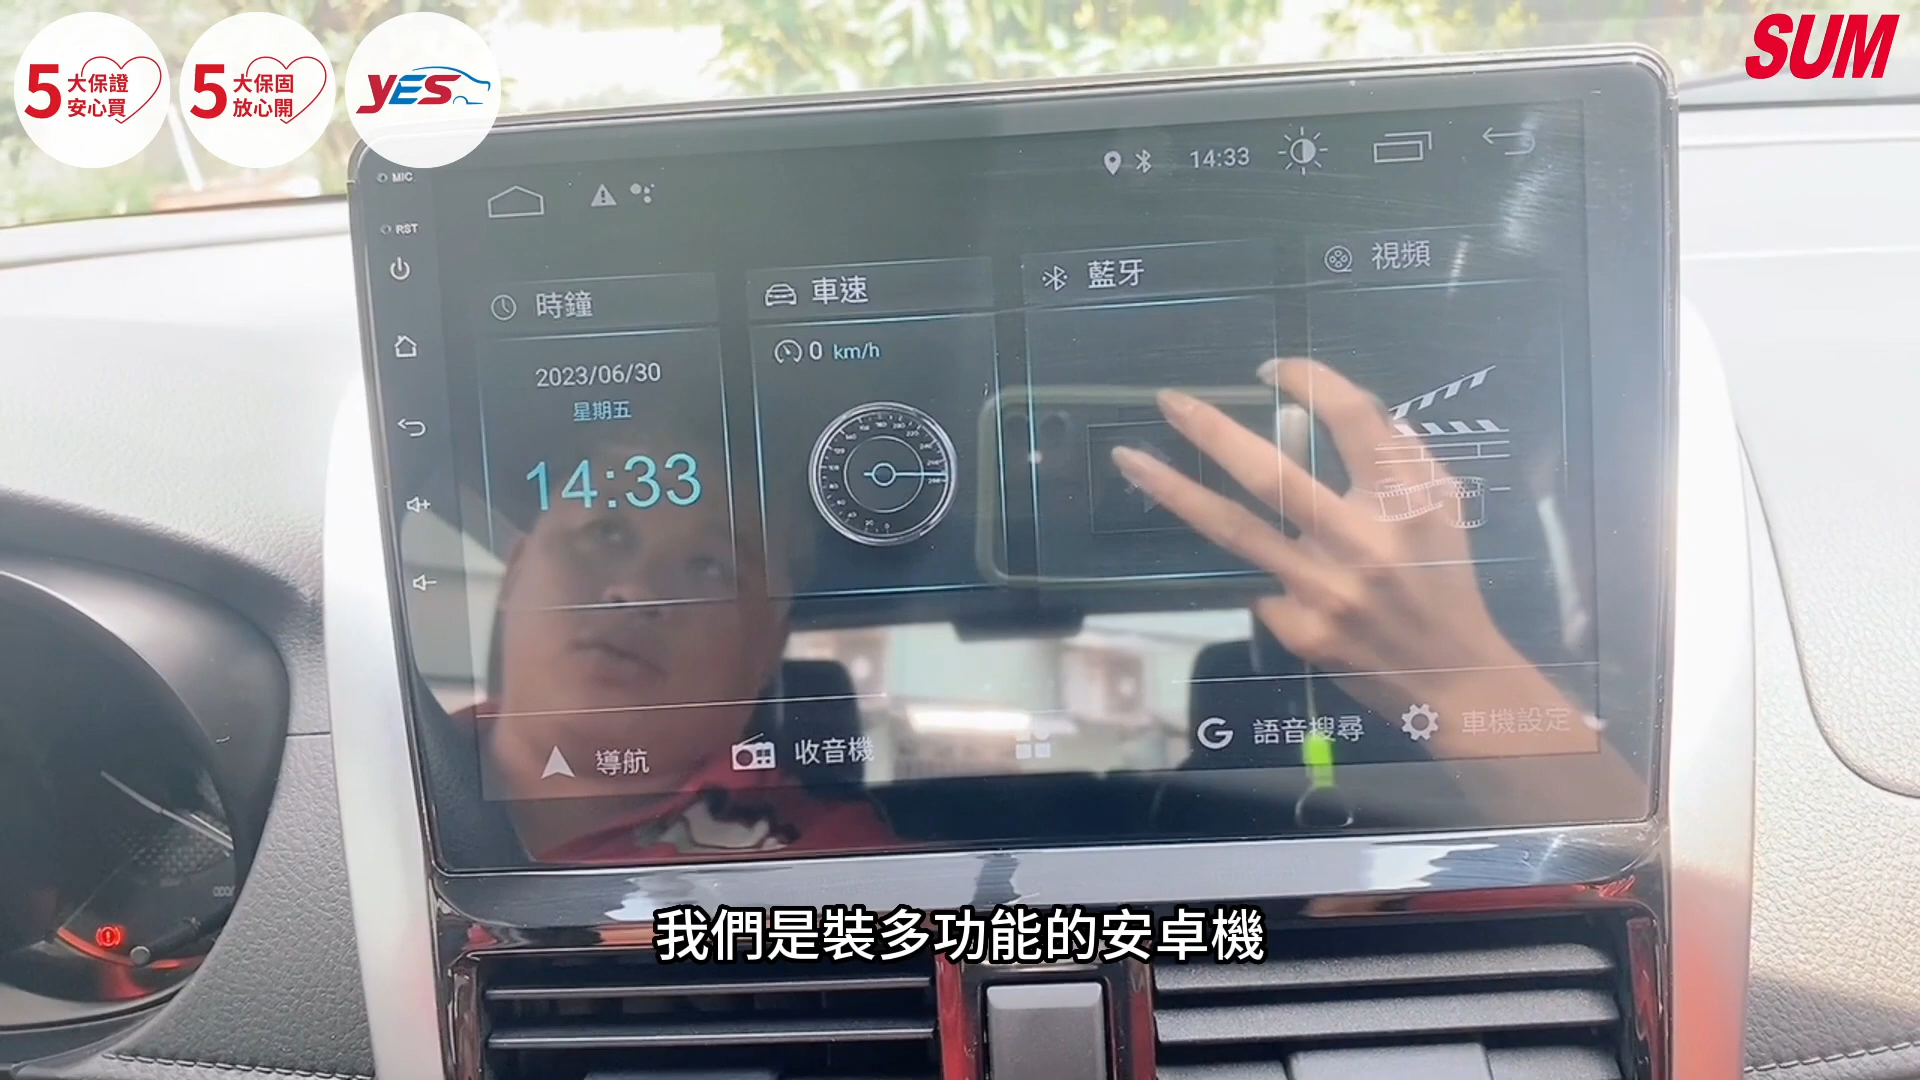 5 大保證
安心買
5 大保固
放心開
YES
SUM
MIC
RST
14:33
時鐘
車速
藍牙
視頻
2023/06/30
星期五
14:33
0 km/h
導航
收音機
G 語音搜尋
車機設定
我們是裝多功能的安卓機